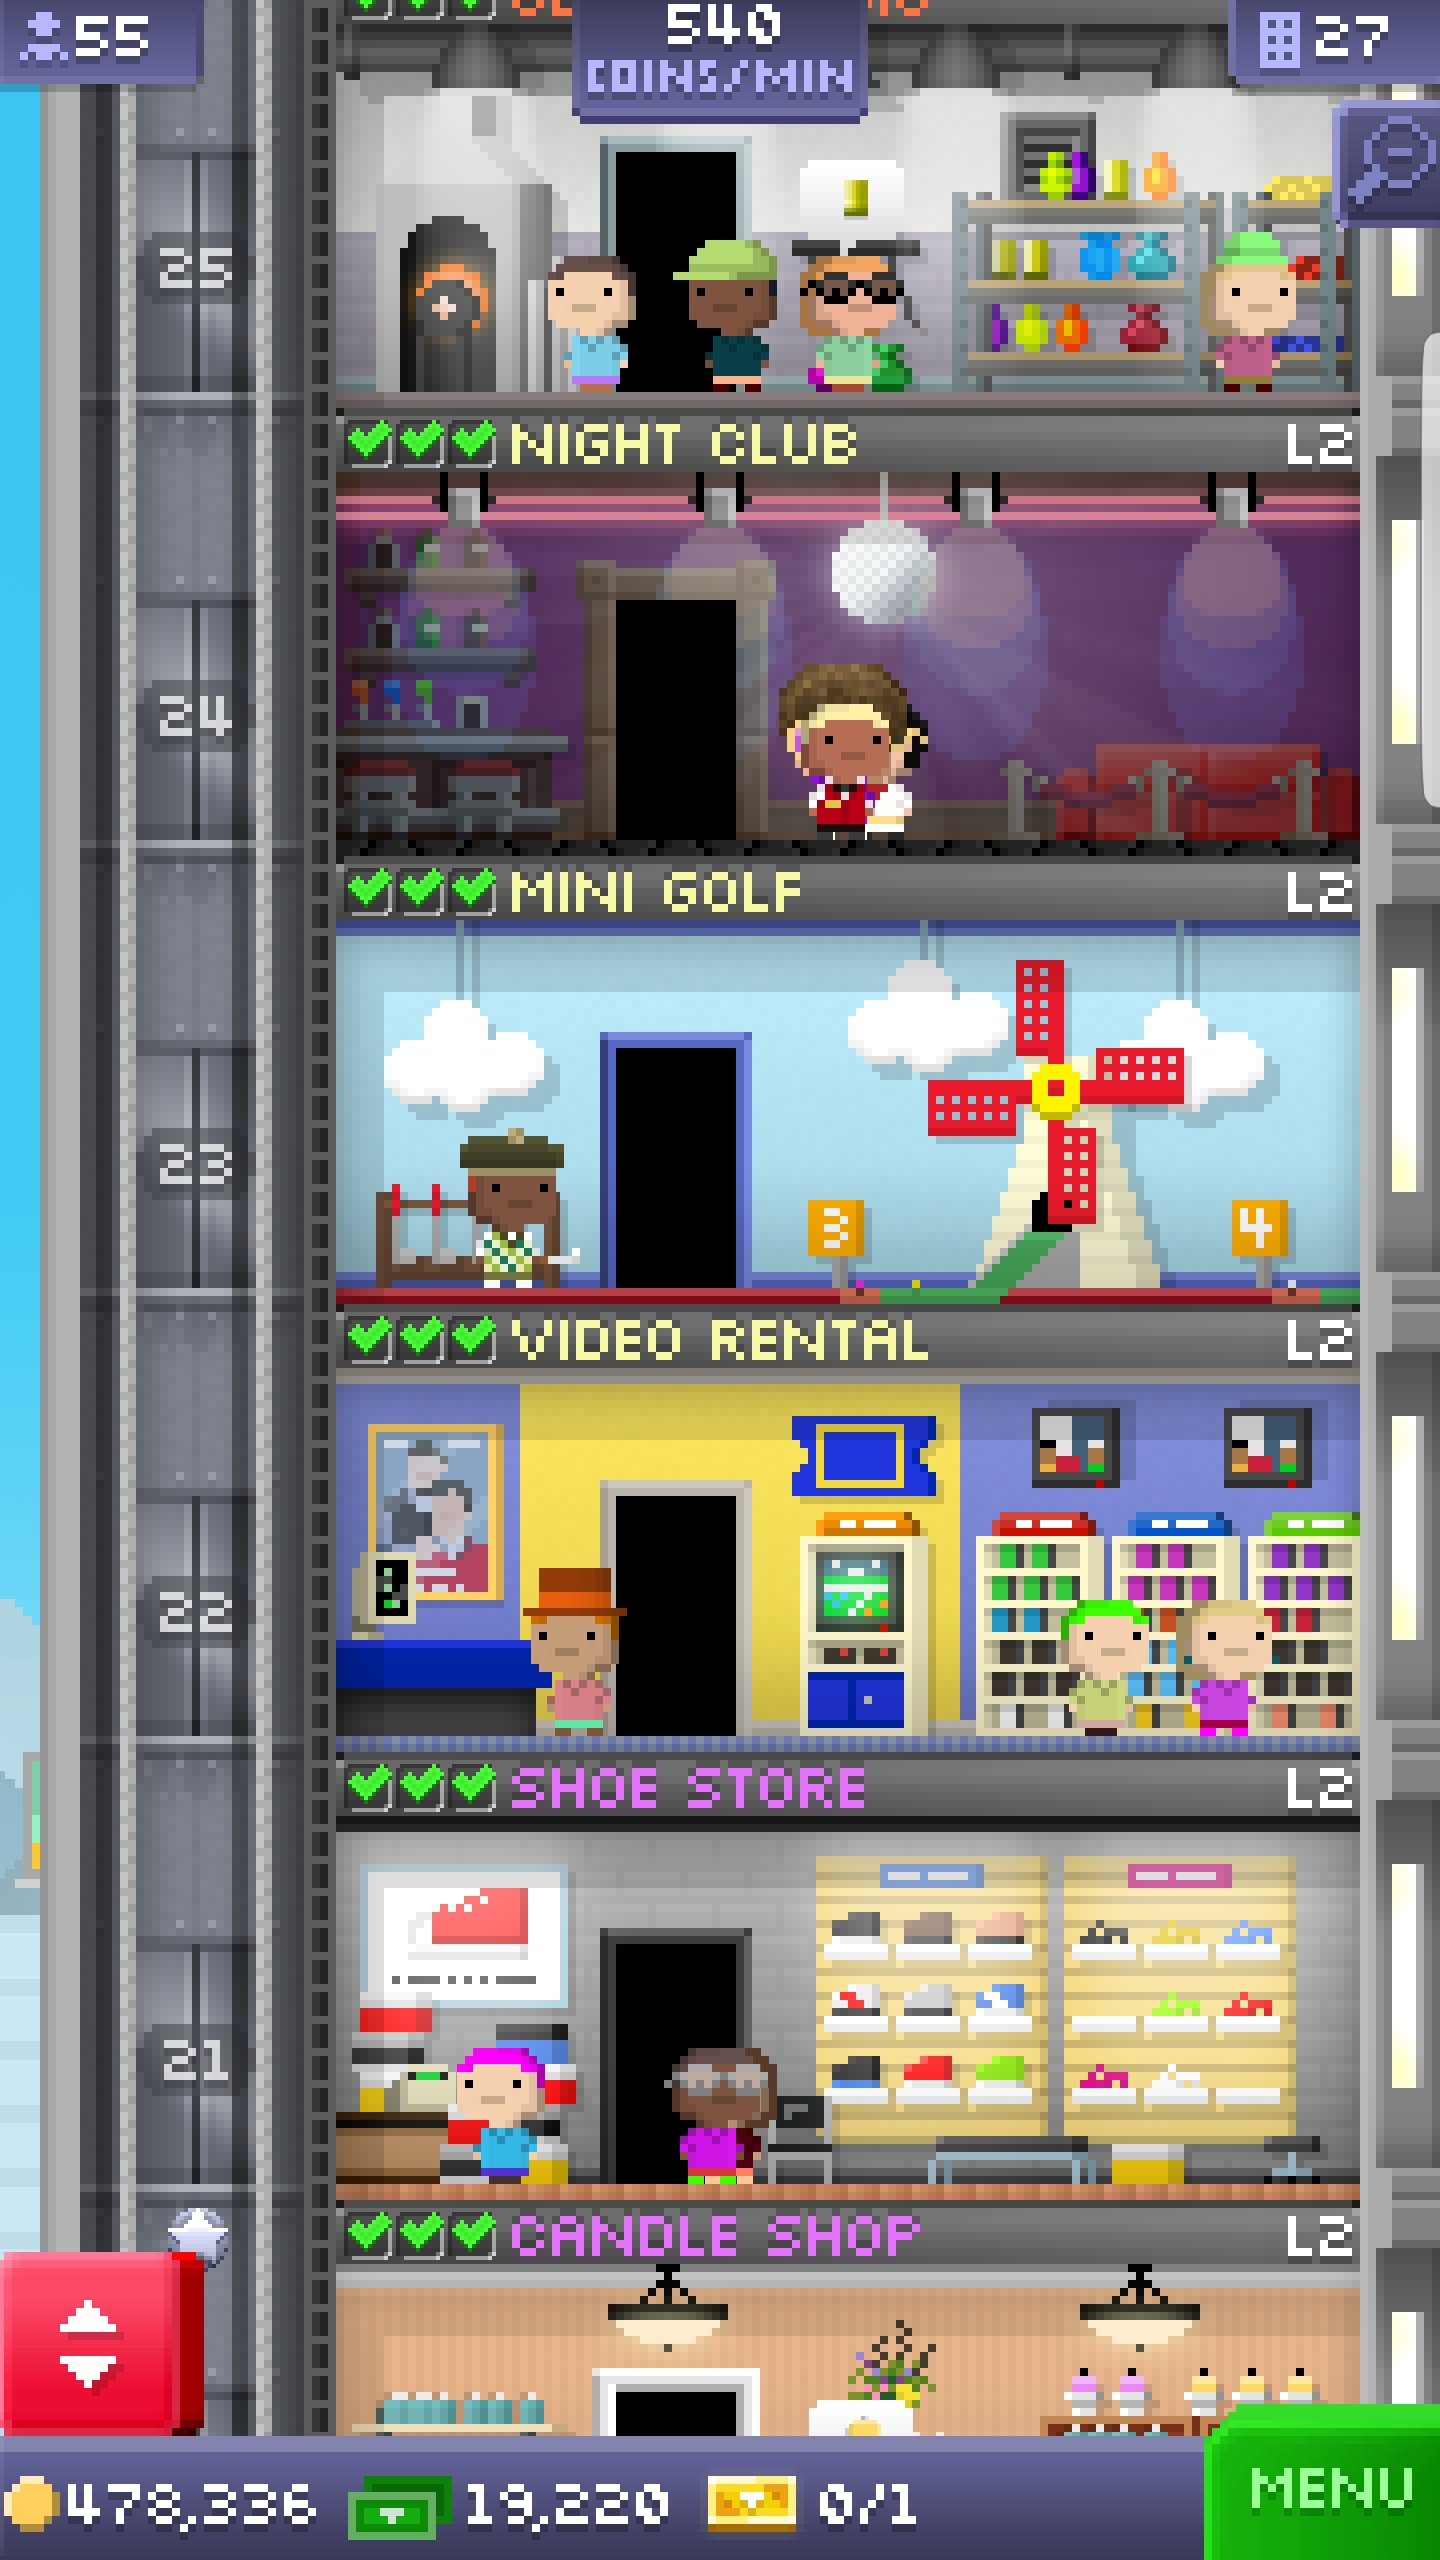 55
540
COINS/MIN
27
25
NIGHT CLUB L2
24
MINI GOLF L2
23
3
4
VIDEO RENTAL L2
22
SHOE STORE L2
21
CANDLE SHOP L2
478,336 19,220 0/1 MENU